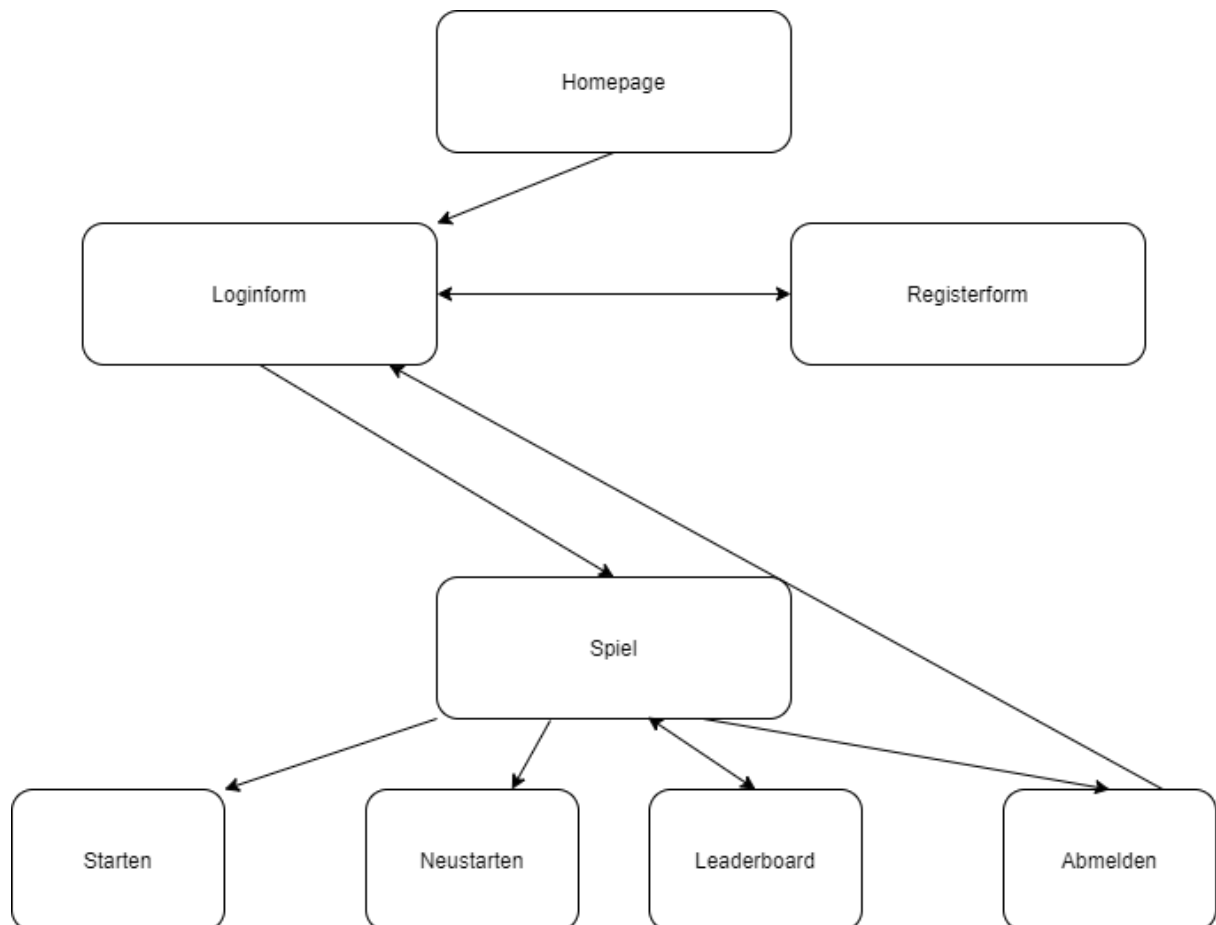 Homepage
Loginform
Registerform
Spiel
Starten
Neustarten
Leaderboard
Abmelden